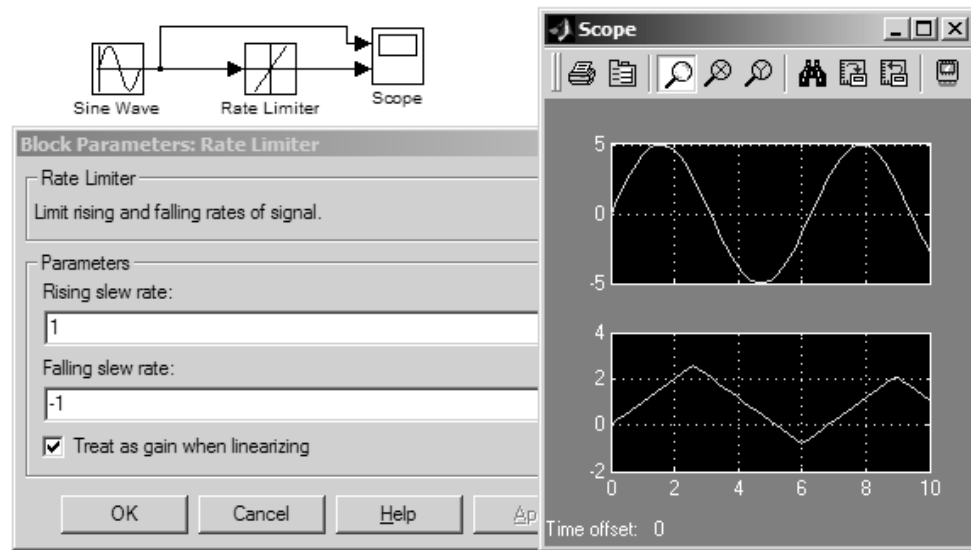 Sine Wave
Rate Limiter
Scope
Block Parameters: Rate Limiter
Rate Limiter
Limit rising and falling rates of signal.
Parameters
Rising slew rate:
1
Falling slew rate:
-1
Treat as gain when linearizing
OK
Cancel
Help
Ap
Scope
5
0
-5
4
2
0
-2
0 2 4 6 8 10
Time offset: 0